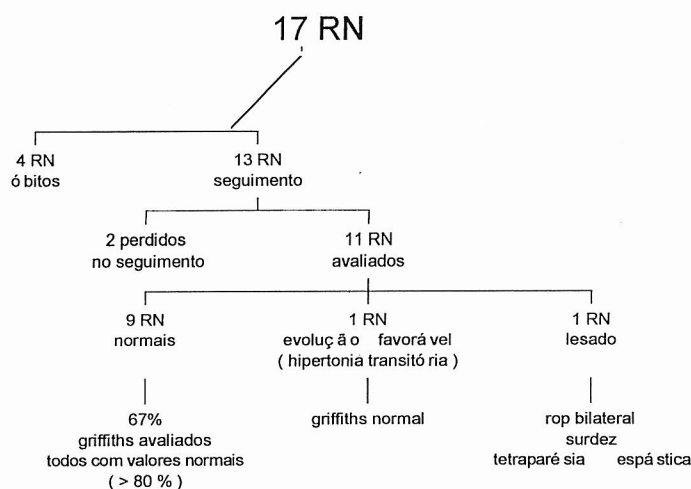 17 RN
4 RN
óbitos
13 RN
seguimento
2 perdidos
no seguimento
11 RN
avaliados
9 RN
normais
1 RN
evolução favorável
( hipertonia transitória )
1 RN
lesado
67%
griffiths avaliados
todos com valores normais
( > 80 % )
griffiths normal
rop bilateral
surdez
tetraparésia espástica